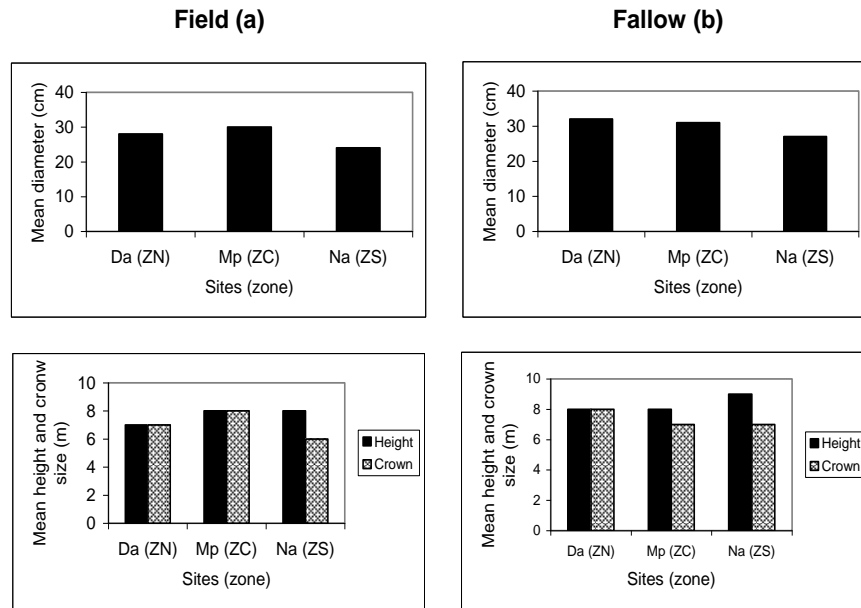 Field (a)
Fallow (b)
Mean diameter (cm)
40
30
20
10
0
Da (ZN) Mp (ZC) Na (ZS)
Sites (zone)
Mean diameter (cm)
40
30
20
10
0
Da (ZN) Mp (ZC) Na (ZS)
Sites (zone)
Mean height and cronw
size (m)
10
8
6
4
2
0
Da (ZN) Mp (ZC) Na (ZS)
Sites (zone)
Height
Crown
Mean height and crown
size (m)
10
8
6
4
2
0
Da (ZN) Mp (ZC) Na (ZS)
Sites (zone)
Height
Crown